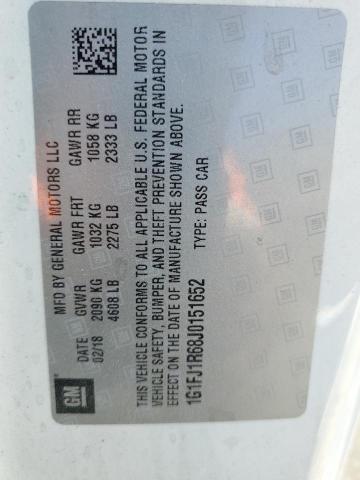 MFD BY GENERAL MOTORS LLC
DATE GVWR GAWR FRT GAWR RR
02/18 2090 KG 1032 KG 1058 KG
4608 LB 2275 LB 2333 LB
THIS VEHICLE CONFORMS TO ALL APPLICABLE U.S. FEDERAL MOTOR
VEHICLE SAFETY, BUMPER, AND THEFT PREVENTION STANDARDS IN
EFFECT ON THE DATE OF MANUFACTURE SHOWN ABOVE.
1G1FJ1R68J0151652 TYPE: PASS CAR
GM